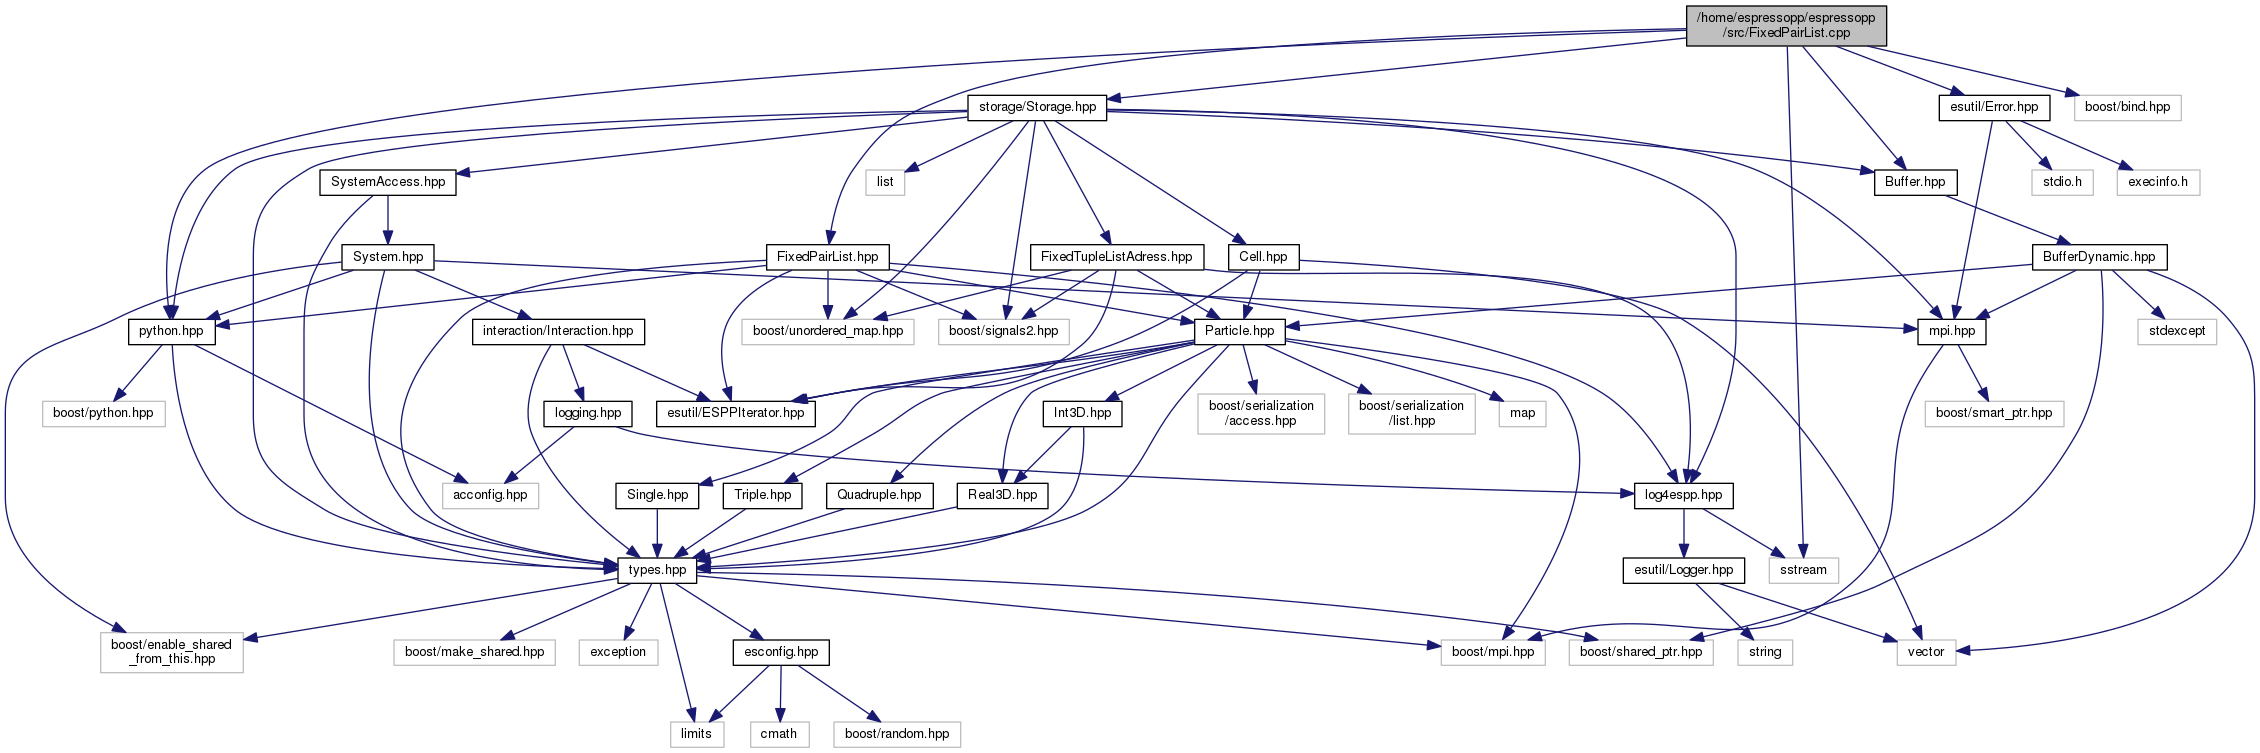 /home/espressopp/espressopp
/src/FixedPairList.cpp
storage/Storage.hpp
esutil/Error.hpp
boost/bind.hpp
SystemAccess.hpp
list
Buffer.hpp
stdio.h
execinfo.h
System.hpp
FixedPairList.hpp
FixedTupleListAdress.hpp
Cell.hpp
BufferDynamic.hpp
python.hpp
interaction/Interaction.hpp
boost/unordered_map.hpp
boost/signals2.hpp
Particle.hpp
mpi.hpp
stdexcept
boost/python.hpp
logging.hpp
esutil/ESPPIterator.hpp
Int3D.hpp
boost/serialization
/access.hpp
boost/serialization
/list.hpp
map
boost/smart_ptr.hpp
acconfig.hpp
Single.hpp
Triple.hpp
Quadruple.hpp
Real3D.hpp
log4espp.hpp
types.hpp
esutil/Logger.hpp
sstream
boost/enable_shared
_from_this.hpp
boost/make_shared.hpp
exception
esconfig.hpp
boost/mpi.hpp
boost/shared_ptr.hpp
string
vector
limits
cmath
boost/random.hpp